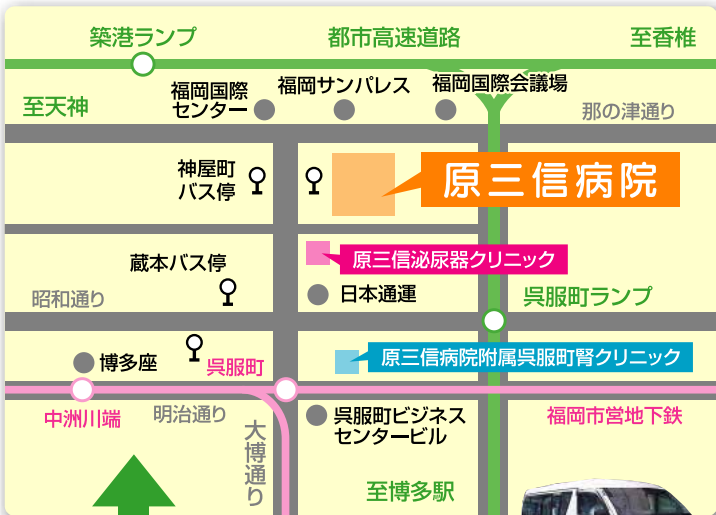 築港ランプ
都市高速道路
至香椎
至天神
福岡国際
センター
福岡サンパレス
福岡国際会議場
那の津通り
神屋町
バス停
原三信病院
蔵本バス停
原三信泌尿器クリニック
昭和通り
日本通運
呉服町ランプ
博多座
呉服町
原三信病院附属呉服町腎クリニック
中洲川端
明治通り
大博通り
呉服町ビジネス
センタービル
福岡市営地下鉄
至博多駅